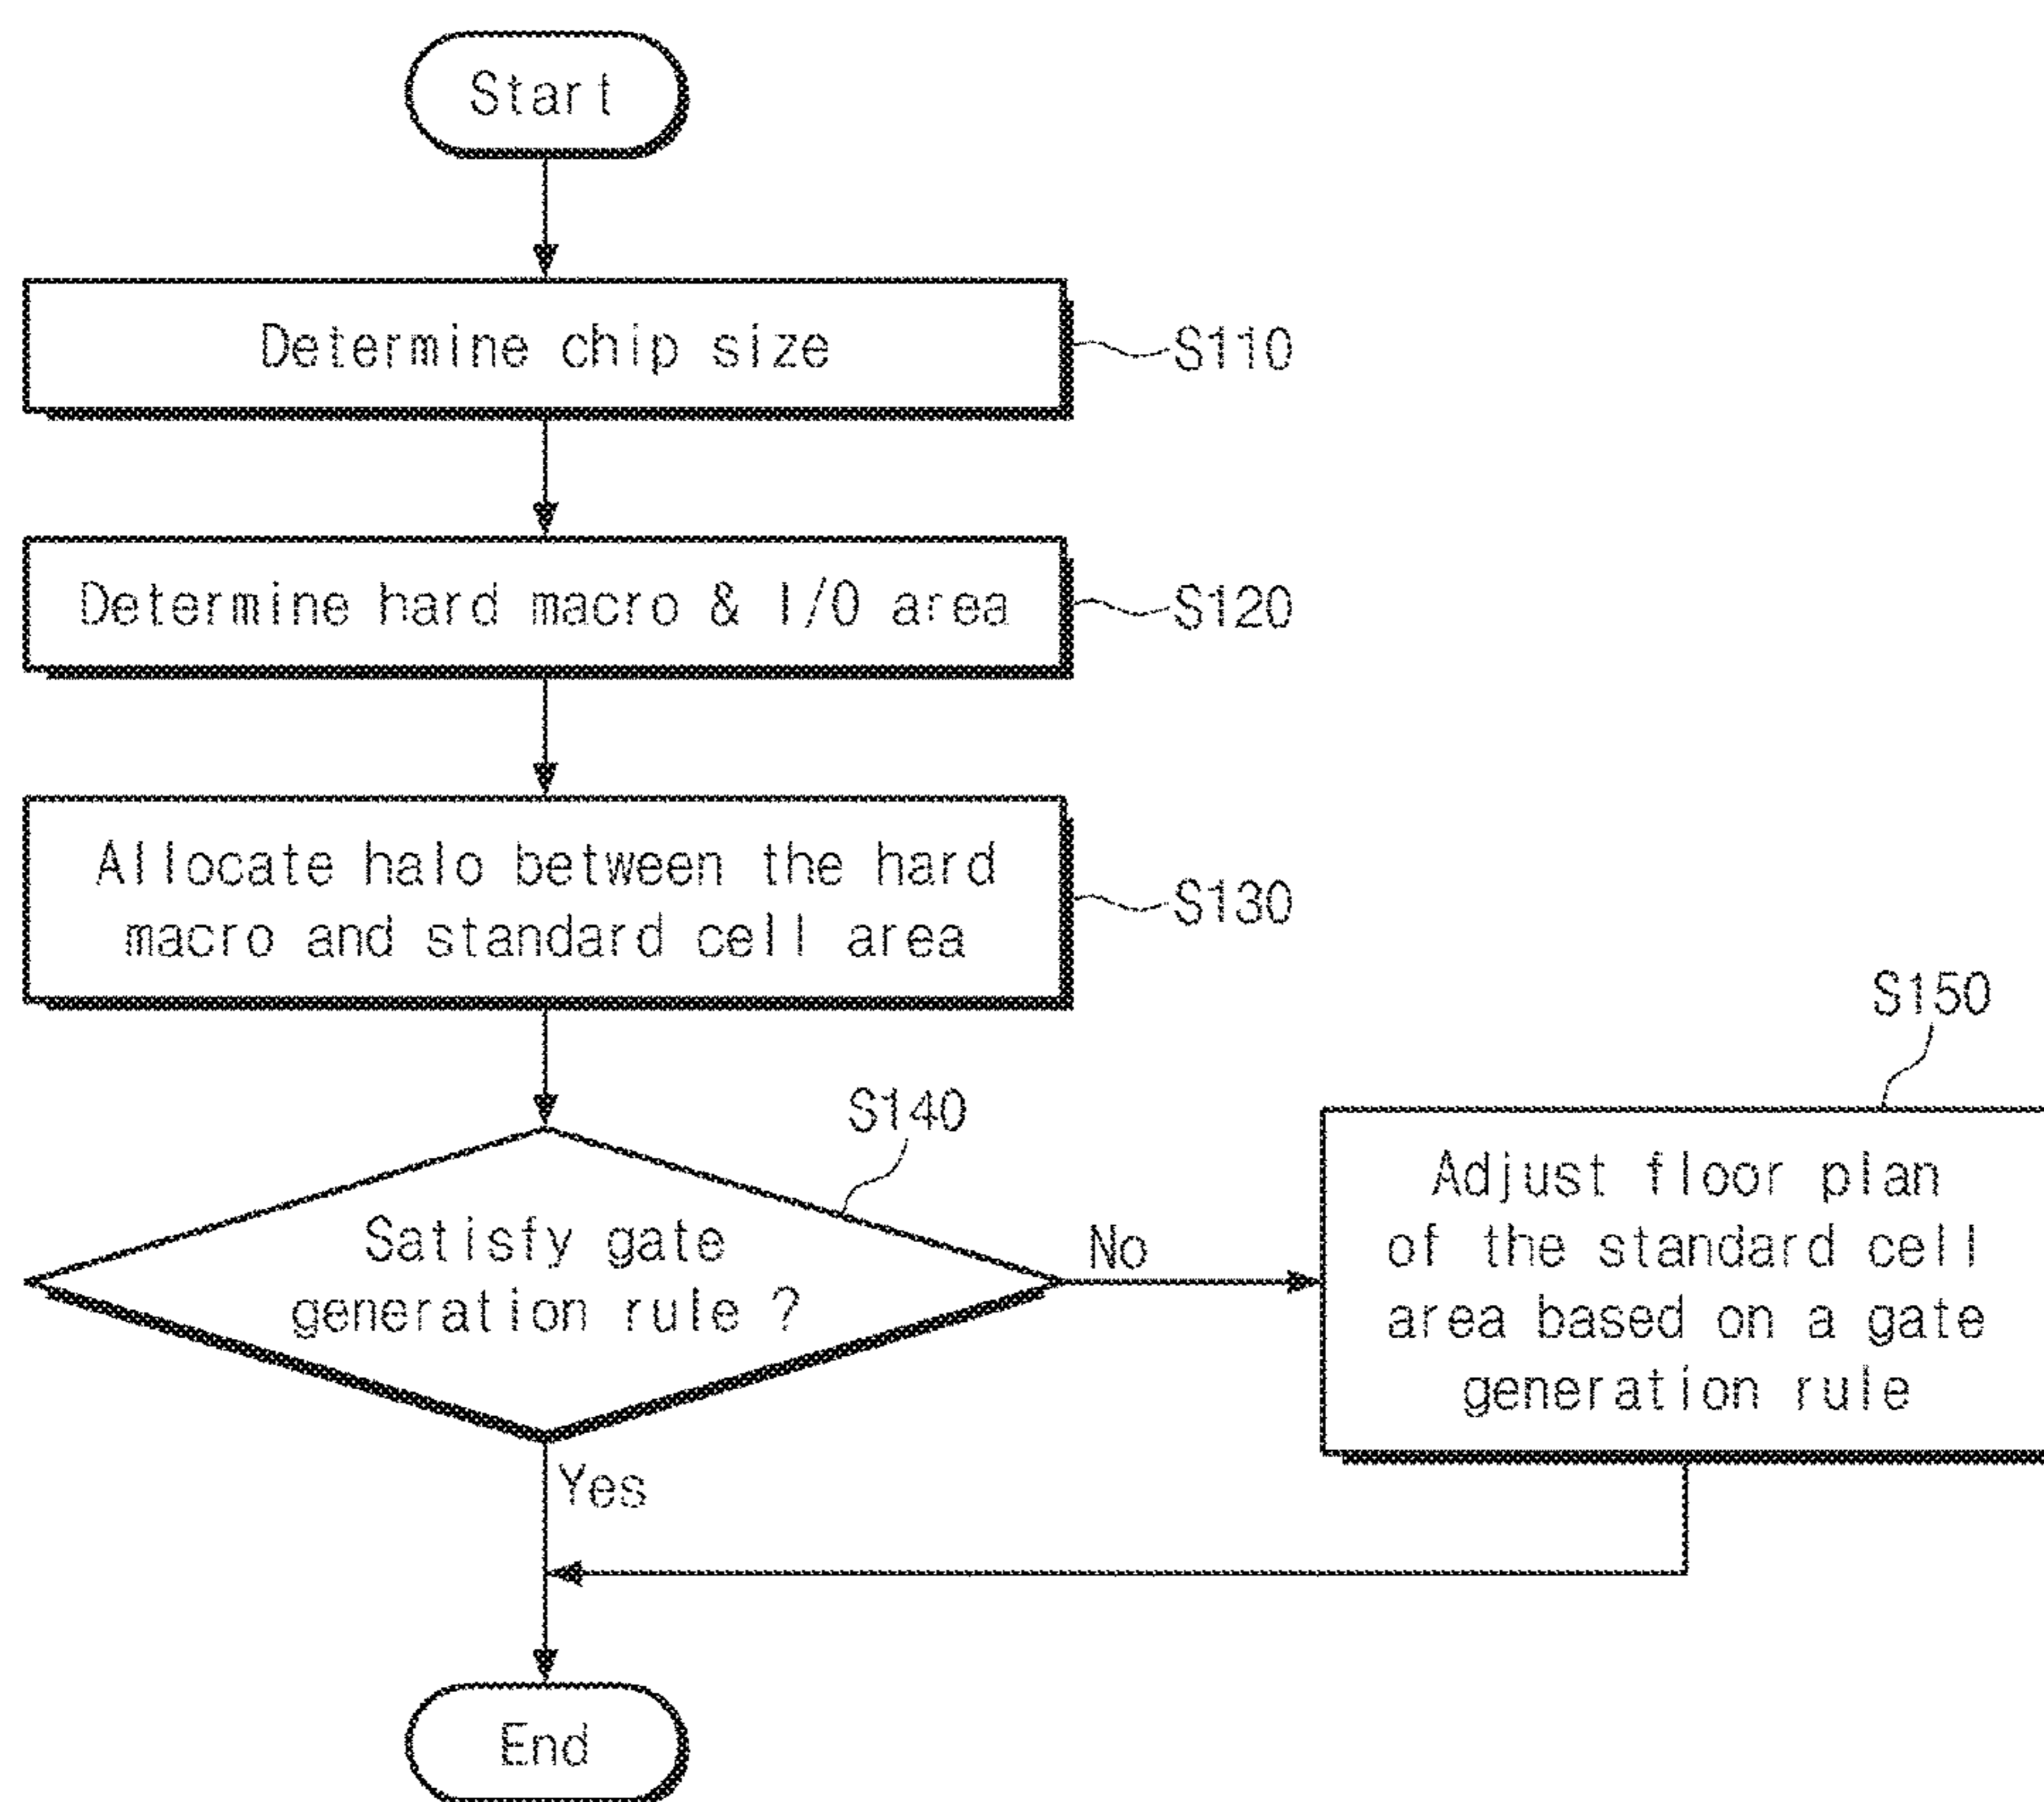 Start
Determine chip size
S110
Determine hard macro & I/O area
S120
Allocate halo between the hard
macro and standard cell area
S130
S140
Satisfy gate
generation rule ?
No
Yes
S150
Adjust floor plan
of the standard cell
area based on a gate
generation rule
End